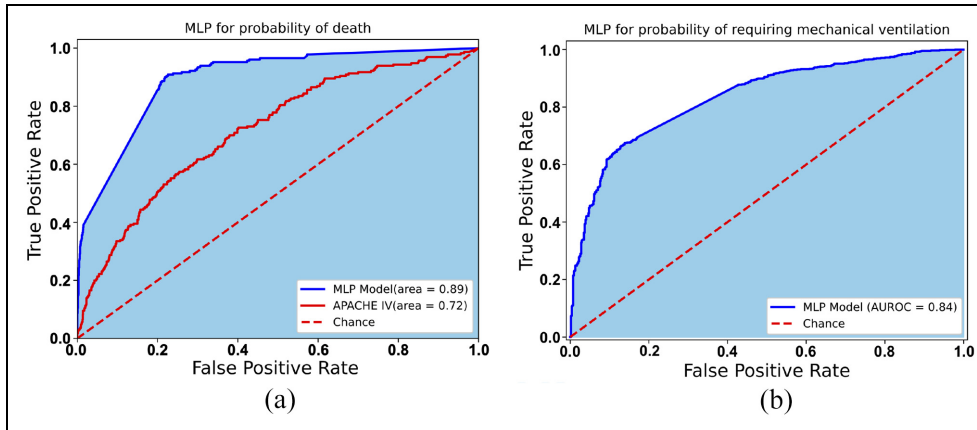 MLP for probability of death
1.0
0.8
0.6
0.4
0.2
0.0
True Positive Rate
MLP Model(area = 0.89)
APACHE IV(area = 0.72)
Chance
0.0 0.2 0.4 0.6 0.8 1.0
False Positive Rate
(a)
MLP for probability of requiring mechanical ventilation
1.0
0.8
0.6
0.4
0.2
0.0
True Positive Rate
MLP Model (AUROC = 0.84)
Chance
0.0 0.2 0.4 0.6 0.8 1.0
False Positive Rate
(b)